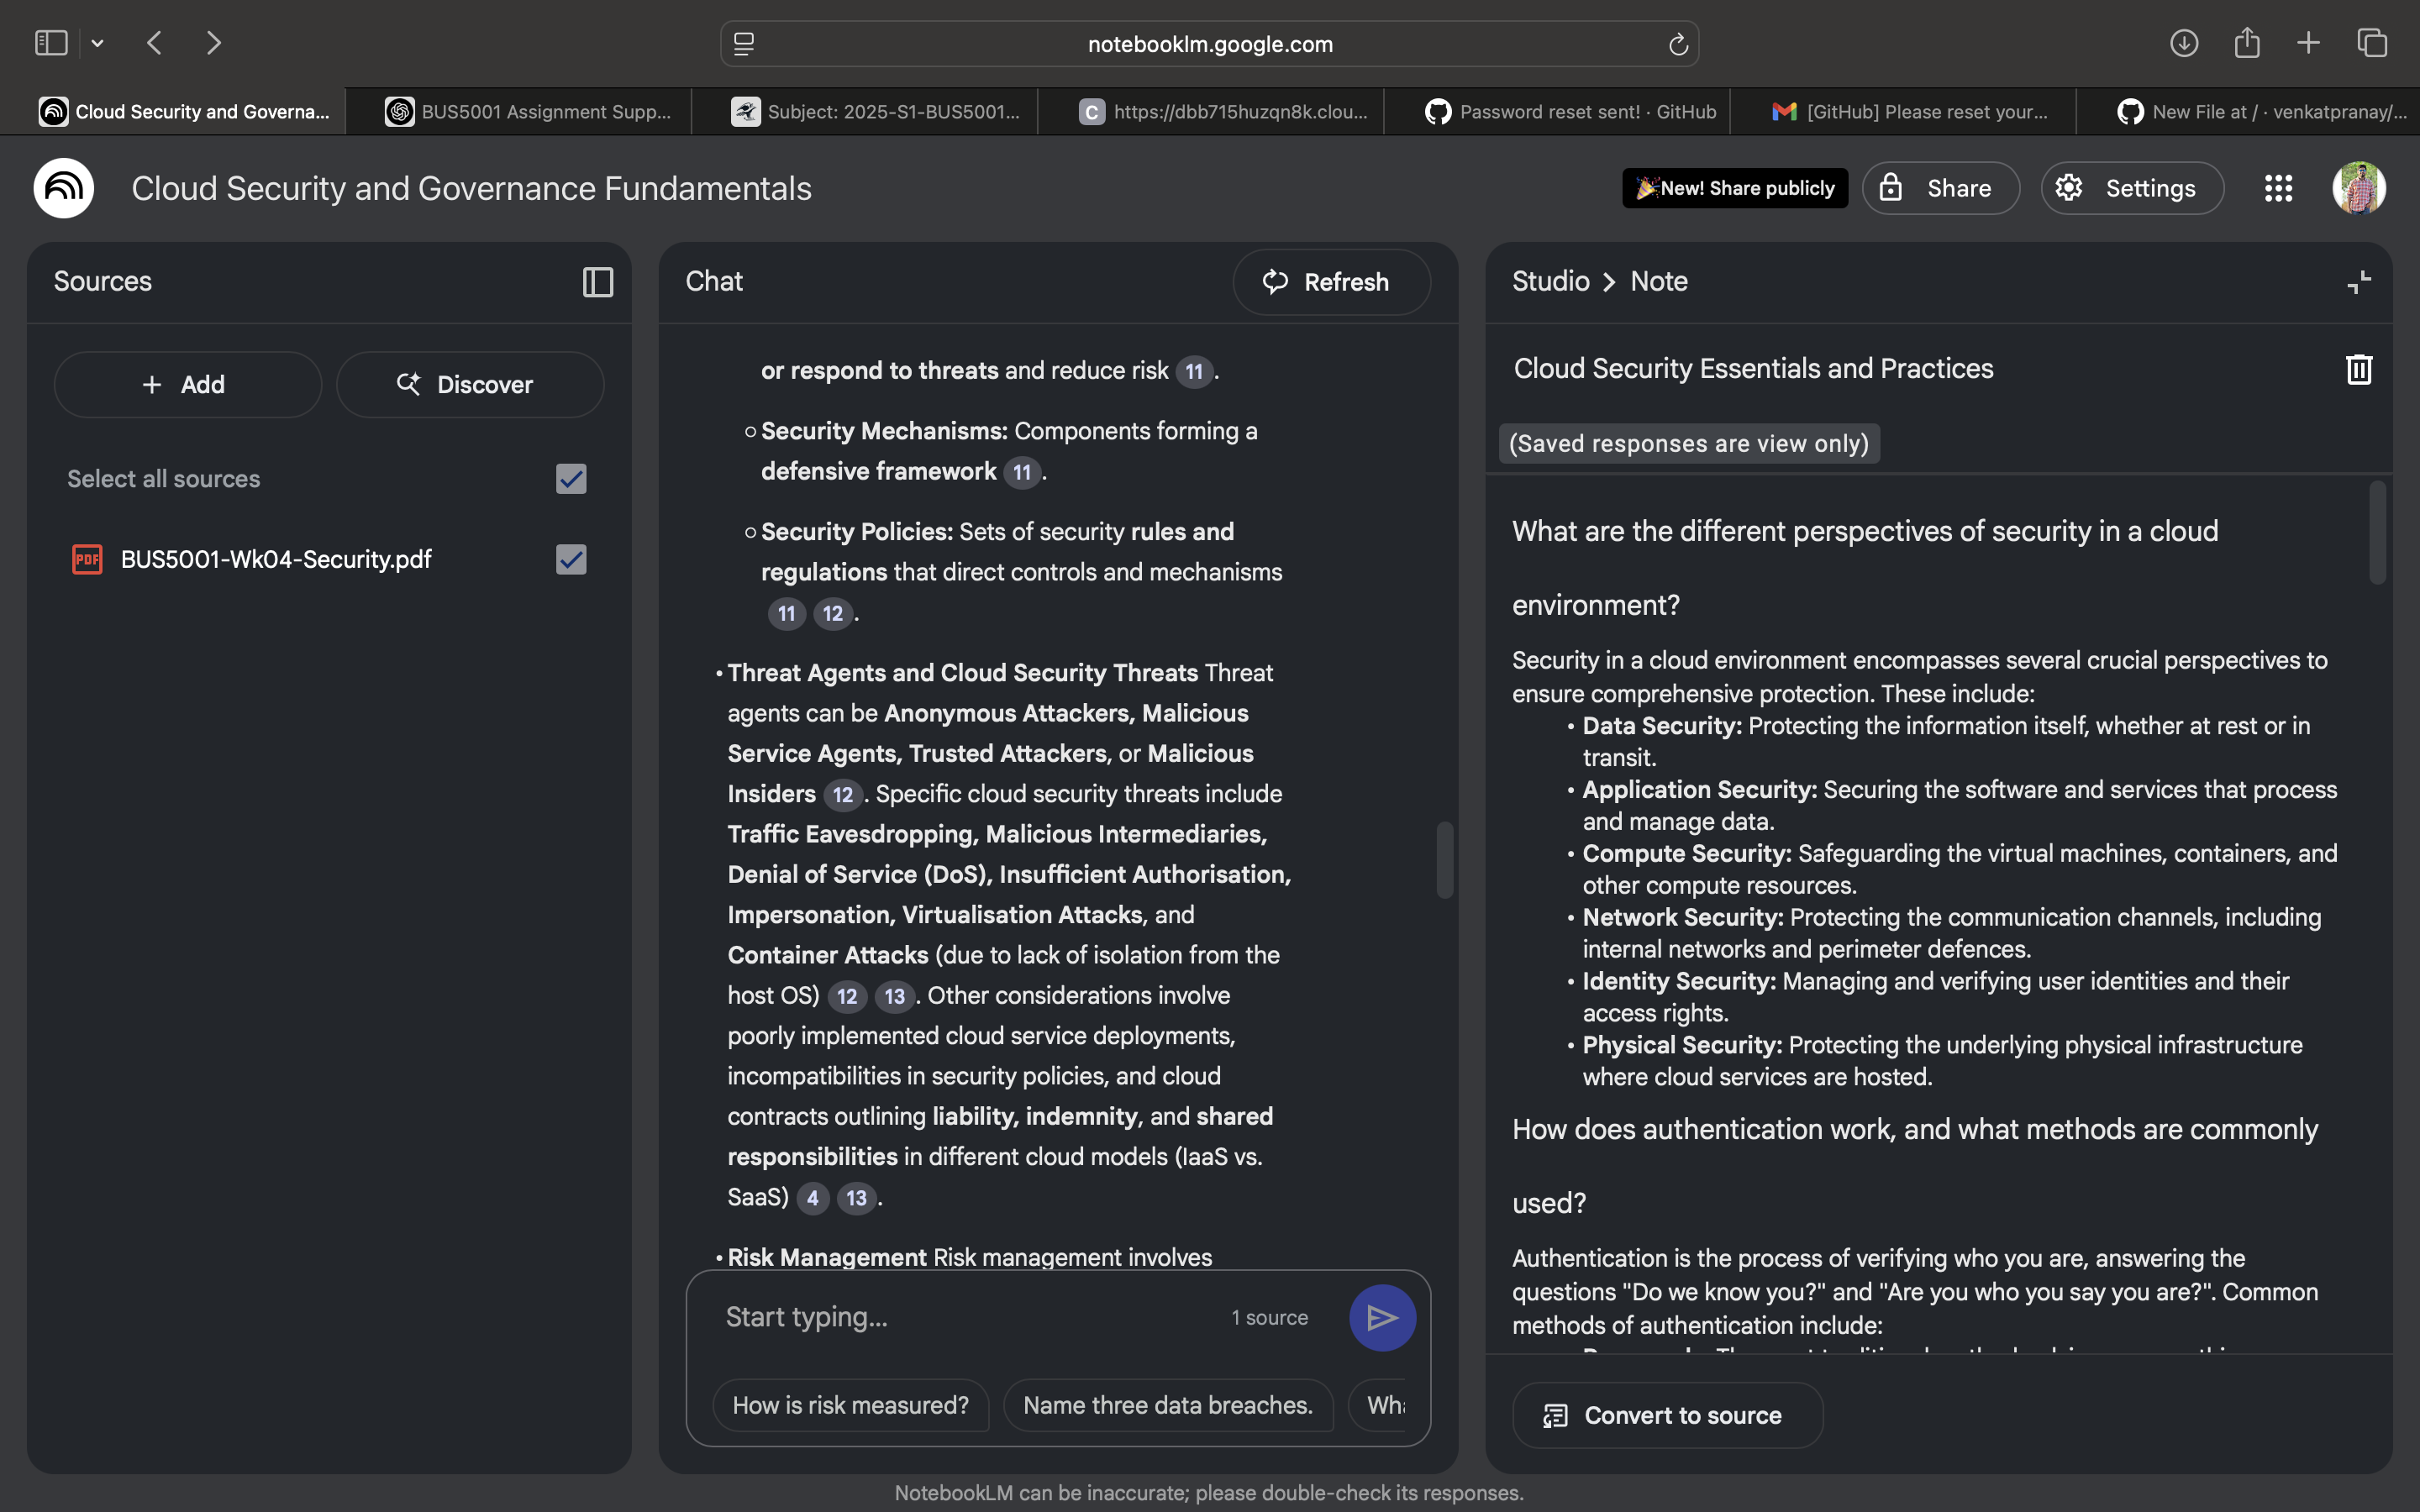 notebooklm.google.com
Cloud Security and Governa...
BUS5001 Assignment Supp...
Subject: 2025-S1-BUS5001...
C https://dbb715huzqn8k.clou...
Password reset sent! · GitHub
[GitHub] Please reset your...
New File at / · venkatpranay/...
Cloud Security and Governance Fundamentals
New! Share publicly
Share
Settings
Sources
Add
Discover
Select all sources
PDF BUS5001-Wk04-Security.pdf
Chat
Refresh
or respond to threats and reduce risk 11.
Security Mechanisms: Components forming a
defensive framework 11.
Security Policies: Sets of security rules and
regulations that direct controls and mechanisms
11 12.
• Threat Agents and Cloud Security Threats Threat
agents can be Anonymous Attackers, Malicious
Service Agents, Trusted Attackers, or Malicious
Insiders 12. Specific cloud security threats include
Traffic Eavesdropping, Malicious Intermediaries,
Denial of Service (DoS), Insufficient Authorisation,
Impersonation, Virtualisation Attacks, and
Container Attacks (due to lack of isolation from the
host OS) 12 13. Other considerations involve
poorly implemented cloud service deployments,
incompatibilities in security policies, and cloud
contracts outlining liability, indemnity, and shared
responsibilities in different cloud models (IaaS vs.
SaaS) 4 13.
• Risk Management Risk management involves
Start typing...
1 source
How is risk measured?
Name three data breaches.
Studio > Note
Cloud Security Essentials and Practices
(Saved responses are view only)
What are the different perspectives of security in a cloud
environment?
Security in a cloud environment encompasses several crucial perspectives to
ensure comprehensive protection. These include:
• Data Security: Protecting the information itself, whether at rest or in
transit.
• Application Security: Securing the software and services that process
and manage data.
• Compute Security: Safeguarding the virtual machines, containers, and
other compute resources.
• Network Security: Protecting the communication channels, including
internal networks and perimeter defences.
• Identity Security: Managing and verifying user identities and their
access rights.
• Physical Security: Protecting the underlying physical infrastructure
where cloud services are hosted.
How does authentication work, and what methods are commonly
used?
Authentication is the process of verifying who you are, answering the
questions "Do we know you?" and "Are you who you say you are?". Common
methods of authentication include:
Convert to source
NotebookLM can be inaccurate; please double-check its responses.